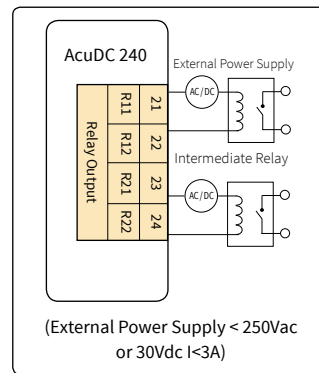 AcuDC 240
External Power Supply
AC/DC
Relay Output
R11 21
R12 22
R21 23
R22 24
Intermediate Relay
AC/DC
(External Power Supply < 250Vac
or 30Vdc I<3A)